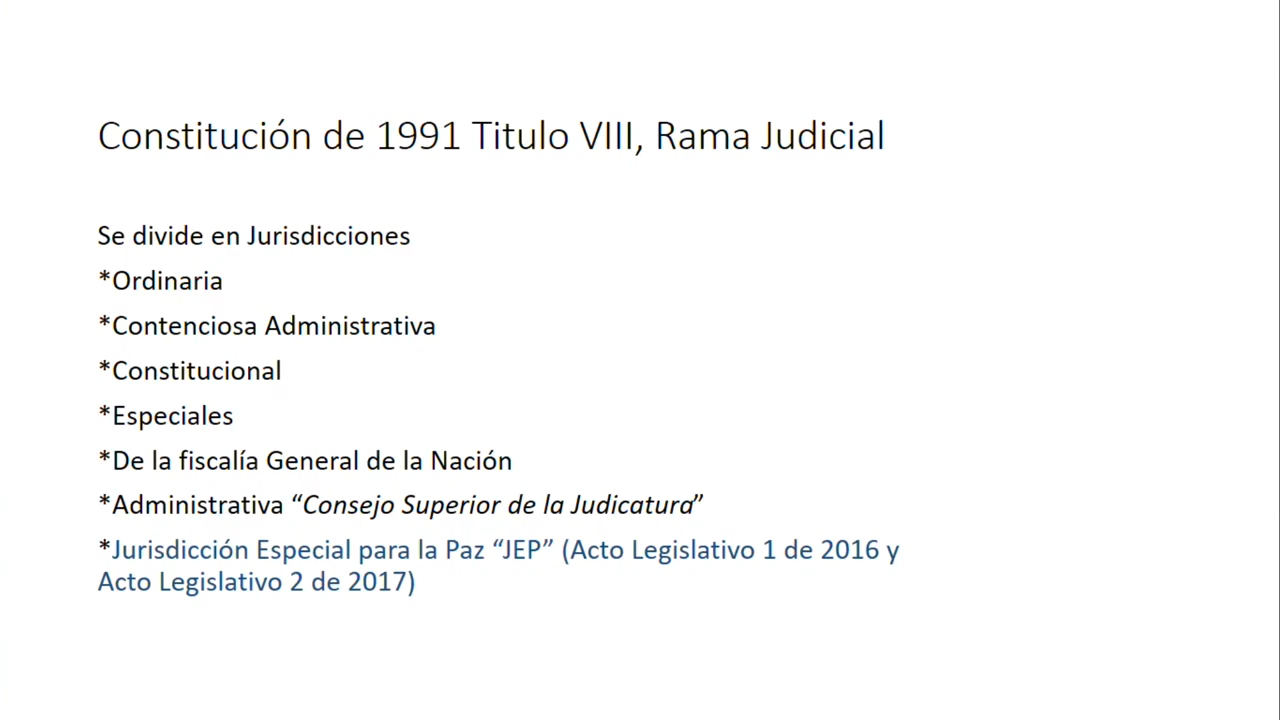 Constitución de 1991 Titulo VIII, Rama Judicial
Se divide en Jurisdicciones
*Ordinaria
*Contenciosa Administrativa
*Constitucional
*Especiales
*De la fiscalía General de la Nación
*Administrativa “Consejo Superior de la Judicatura”
*Jurisdicción Especial para la Paz “JEP” (Acto Legislativo 1 de 2016 y
Acto Legislativo 2 de 2017)